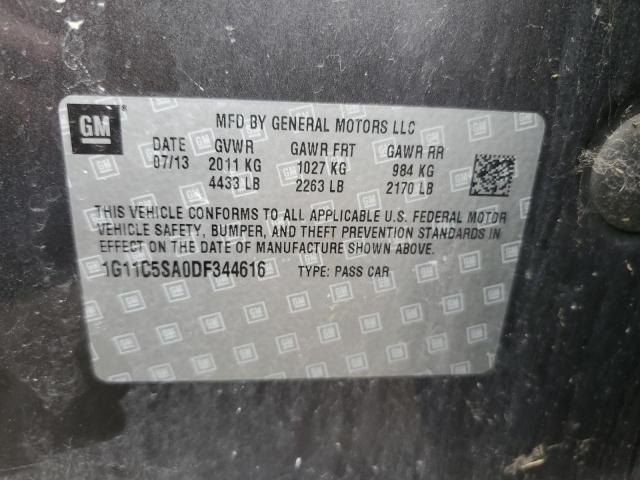 GM
MFD BY GENERAL MOTORS LLC
DATE GVWR GAWR FRT GAWR RR
07/13 2011 KG 1027 KG 984 KG
4433 LB 2263 LB 2170 LB
THIS VEHICLE CONFORMS TO ALL APPLICABLE U.S. FEDERAL MOTOR
VEHICLE SAFETY, BUMPER, AND THEFT PREVENTION STANDARDS IN
EFFECT ON THE DATE OF MANUFACTURE SHOWN ABOVE.
1G11C5SA0DF344616 TYPE: PASS CAR